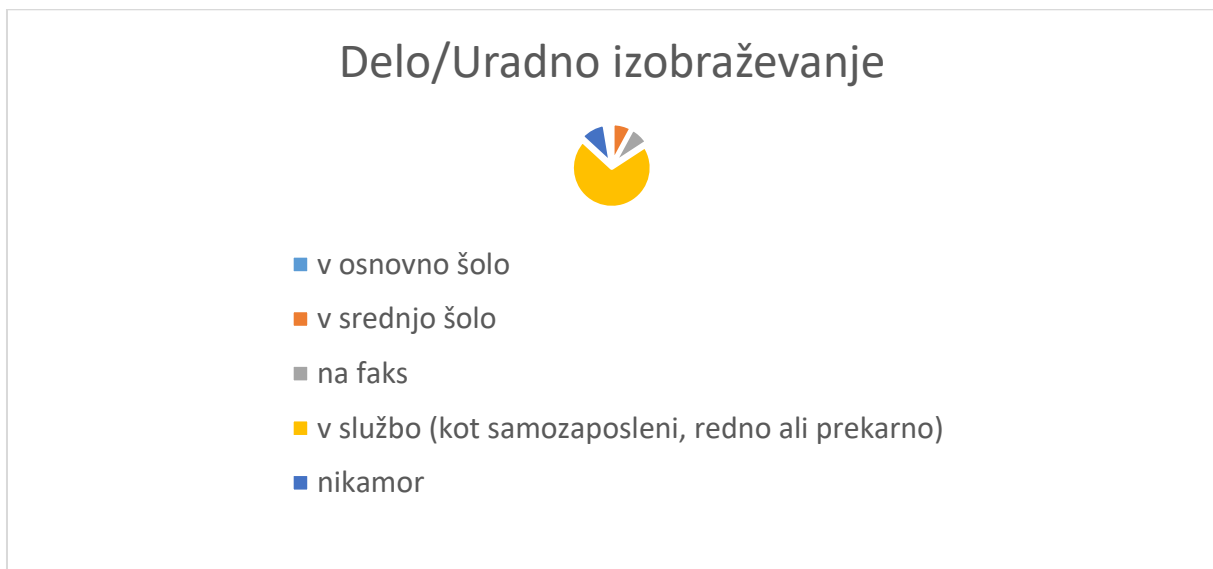 Delo/Uradno izobraževanje
v osnovno šolo
v srednjo šolo
na faks
v službo (kot samozaposleni, redno ali prekarno)
nikamor